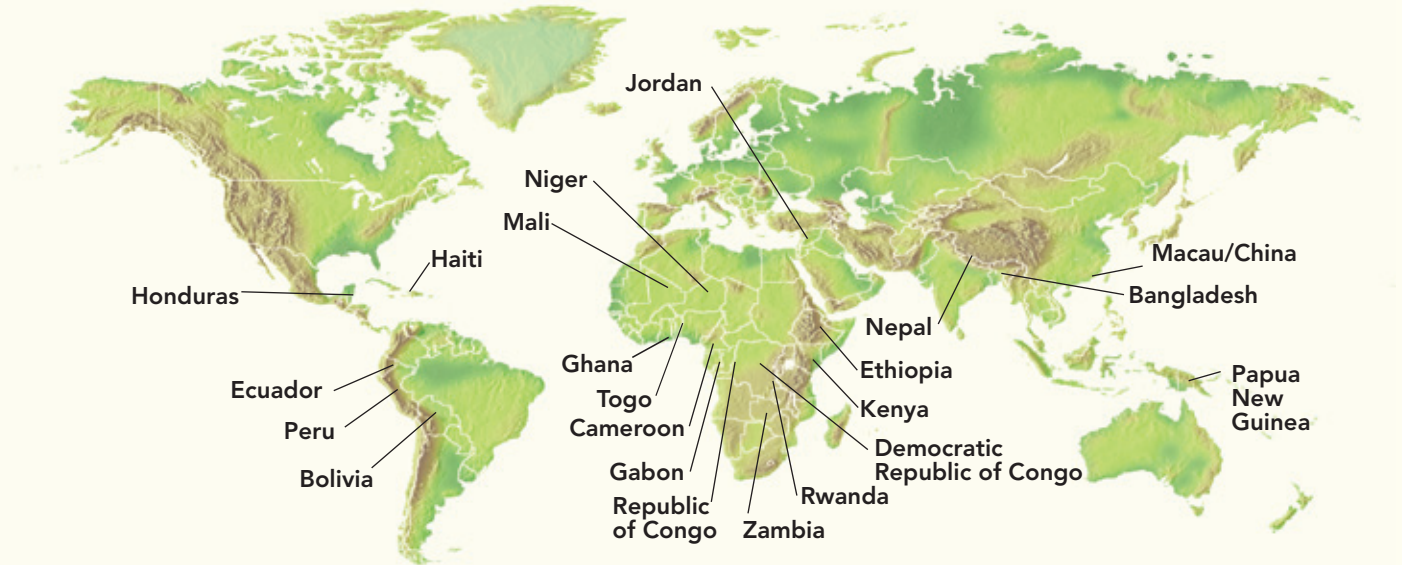 Jordan
Niger
Mali
Haiti
Honduras
Macau/China
Bangladesh
Nepal
Ghana
Ethiopia
Ecuador
Togo
Papua
New
Guinea
Kenya
Peru
Cameroon
Democratic
Republic of Congo
Gabon
Bolivia
Rwanda
Republic
of Congo
Zambia